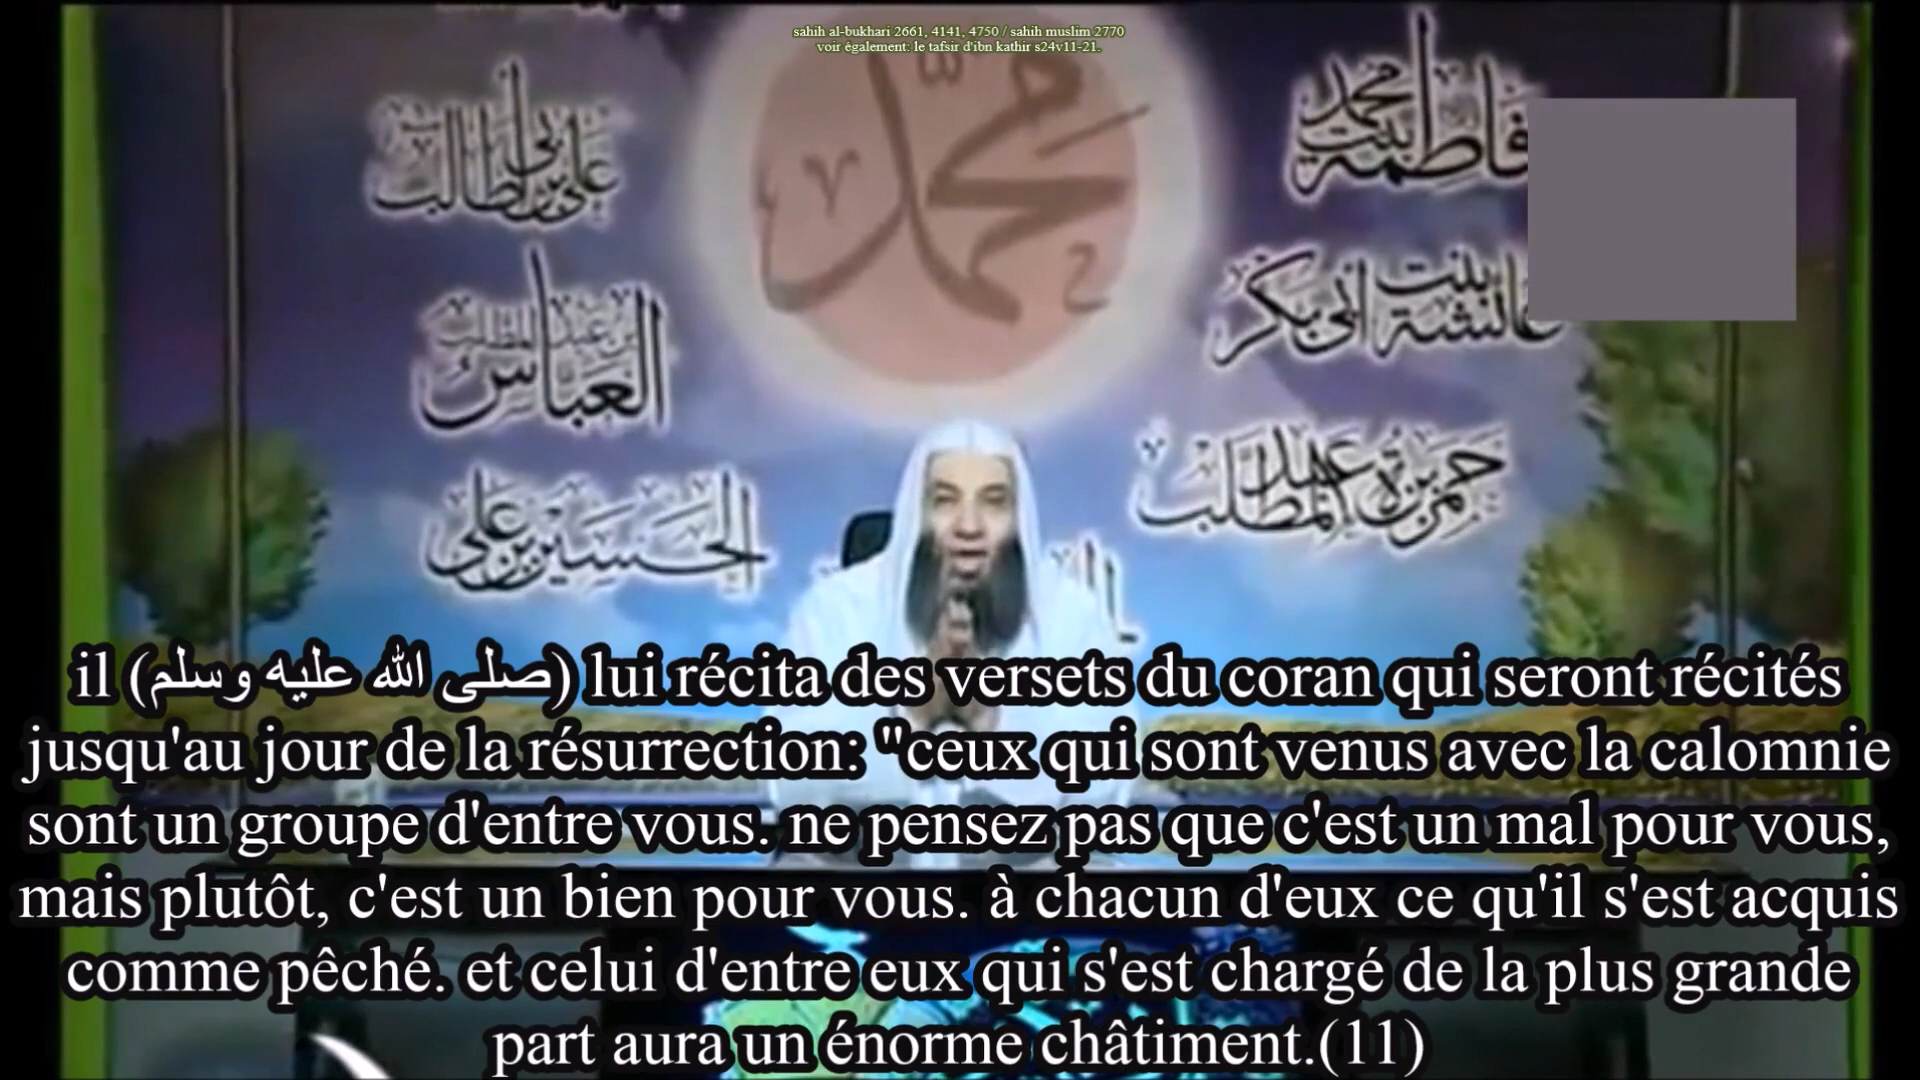 sahih al-bukhari 2661, 4141, 4750 / sahih muslim 2770
voir également: le tafsir d'ibn kathir s24v11-21.
محمد
علي بن أبي طالب
فاطمة بنت محمد
العباس بن عبد المطلب
عائشة بنت أبي بكر
الحسين بن علي
حمزة بن عبد المطلب
il (صلى الله عليه وسلم) lui récita des versets du coran qui seront récités
jusqu'au jour de la résurrection: "ceux qui sont venus avec la calomnie
sont un groupe d'entre vous. ne pensez pas que c'est un mal pour vous,
mais plutôt, c'est un bien pour vous. à chacun d'eux ce qu'il s'est acquis
comme pêché. et celui d'entre eux qui s'est chargé de la plus grande
part aura un énorme châtiment.(11)